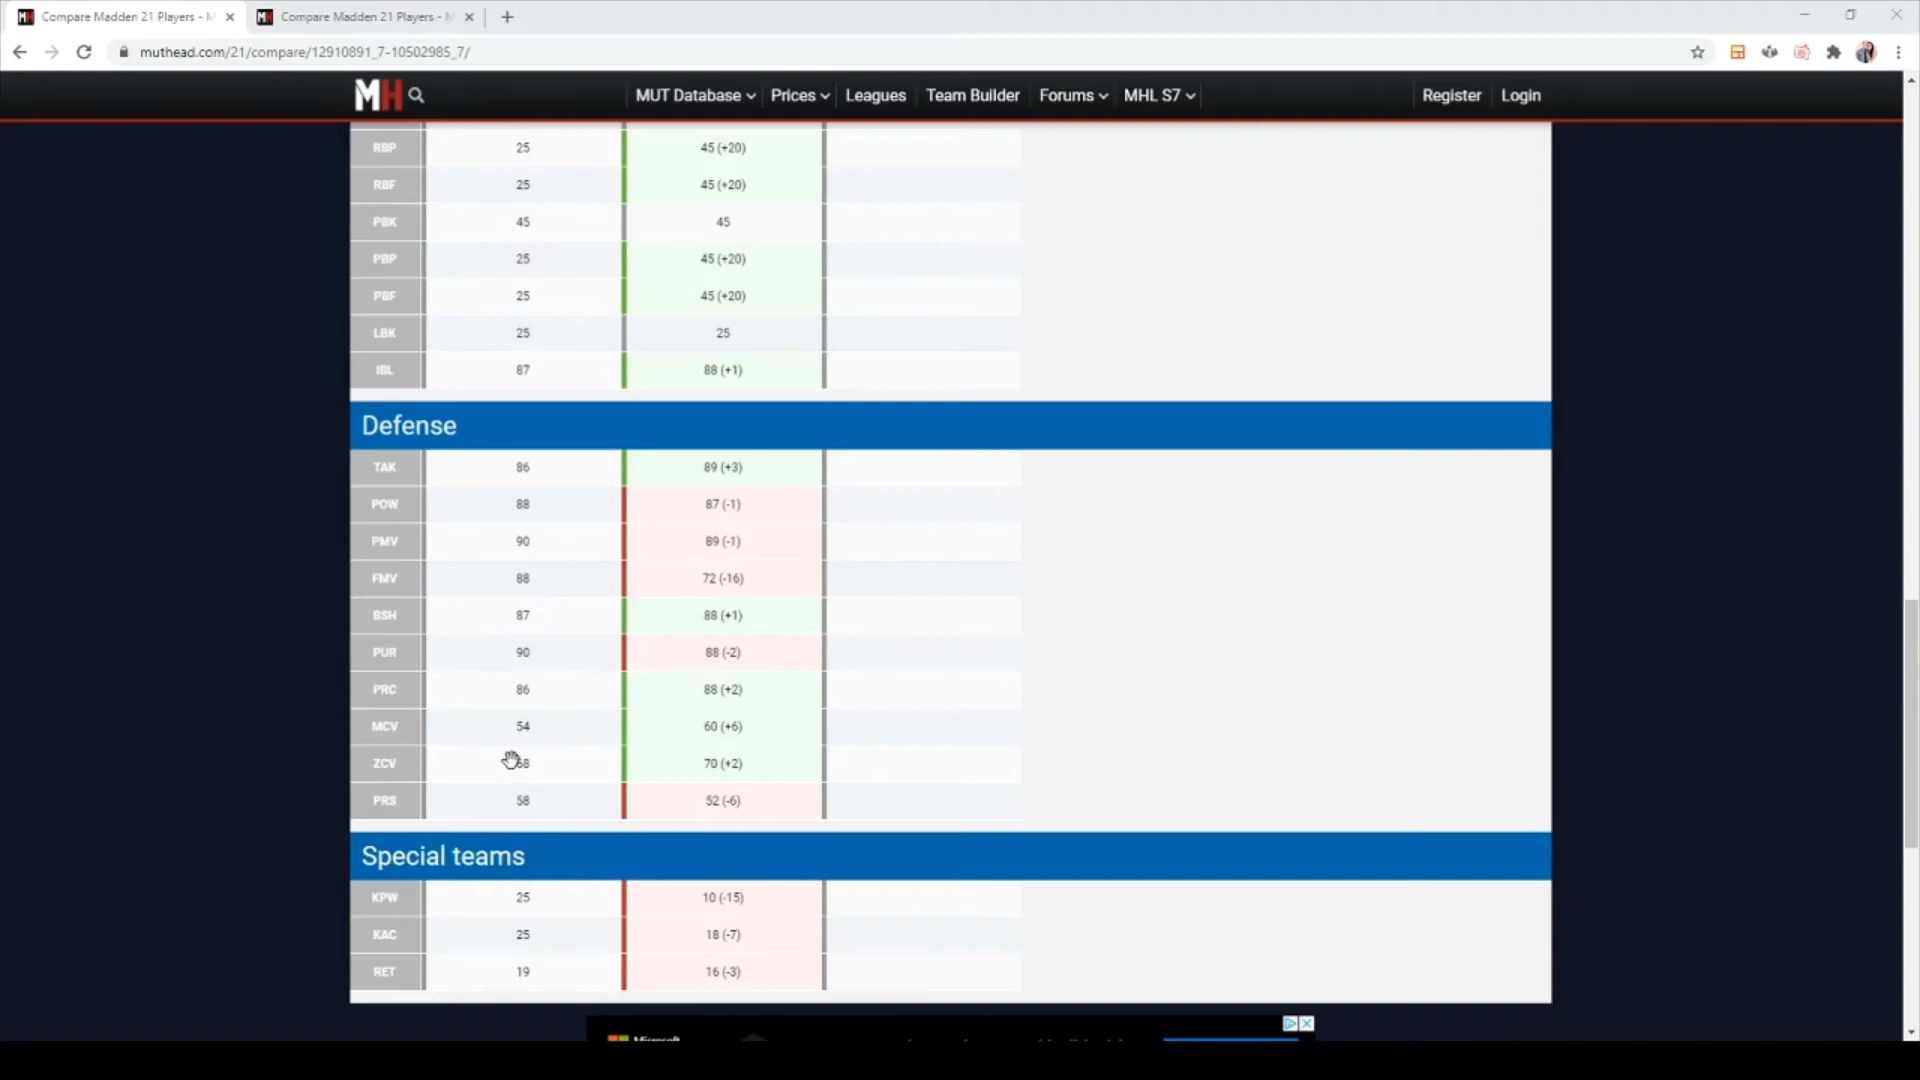 Compare Madden 21 Players - M
Compare Madden 21 Players - M
muthead.com/21/compare/12910891_7-10502985_7/
MH MUT Database Prices Leagues Team Builder Forums MHL S7 Register Login
RBP 25 45 (+20)
RBF 25 45 (+20)
PBK 45 45
PBP 25 45 (+20)
PBF 25 45 (+20)
LBK 25 25
IBL 87 88 (+1)
Defense
TAK 86 89 (+3)
POW 88 87 (-1)
PMV 90 89 (-1)
FMV 88 72 (-16)
BSH 87 88 (+1)
PUR 90 88 (-2)
PRC 86 88 (+2)
MCV 54 60 (+6)
ZCV 68 70 (+2)
PRS 58 52 (-6)
Special teams
KPW 25 10 (-15)
KAC 25 18 (-7)
RET 19 16 (-3)
Microsoft